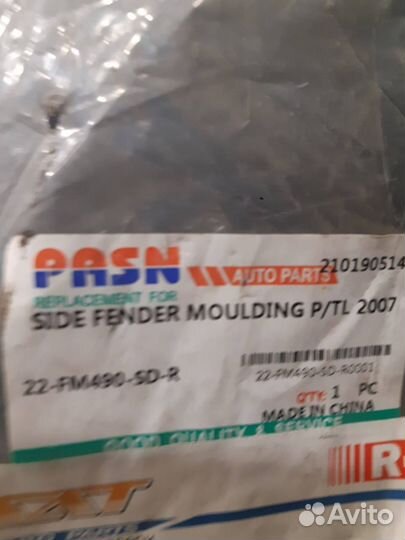 PASN AUTO PARTS 210190514
REPLACEMENT FOR
SIDE FENDER MOULDING P/TL 2007
22-FM490-SD-R
22-FM490-SD-R0001
QTY: 1 PC
MADE IN CHINA
GOOD QUALITY & SERVICE
R
PARTS
Avito